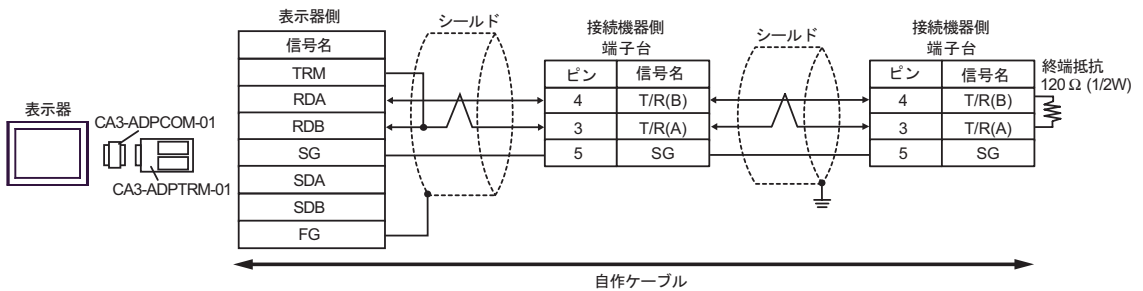 表示器
CA3-ADPCOM-01
CA3-ADPTRM-01
表示器側
信号名
TRM
RDA
RDB
SG
SDA
SDB
FG
シールド
接続機器側
端子台
ピン 信号名
4 T/R(B)
3 T/R(A)
5 SG
シールド
接続機器側
端子台
ピン 信号名
4 T/R(B)
3 T/R(A)
5 SG
終端抵抗
120 Ω (1/2W)
自作ケーブル